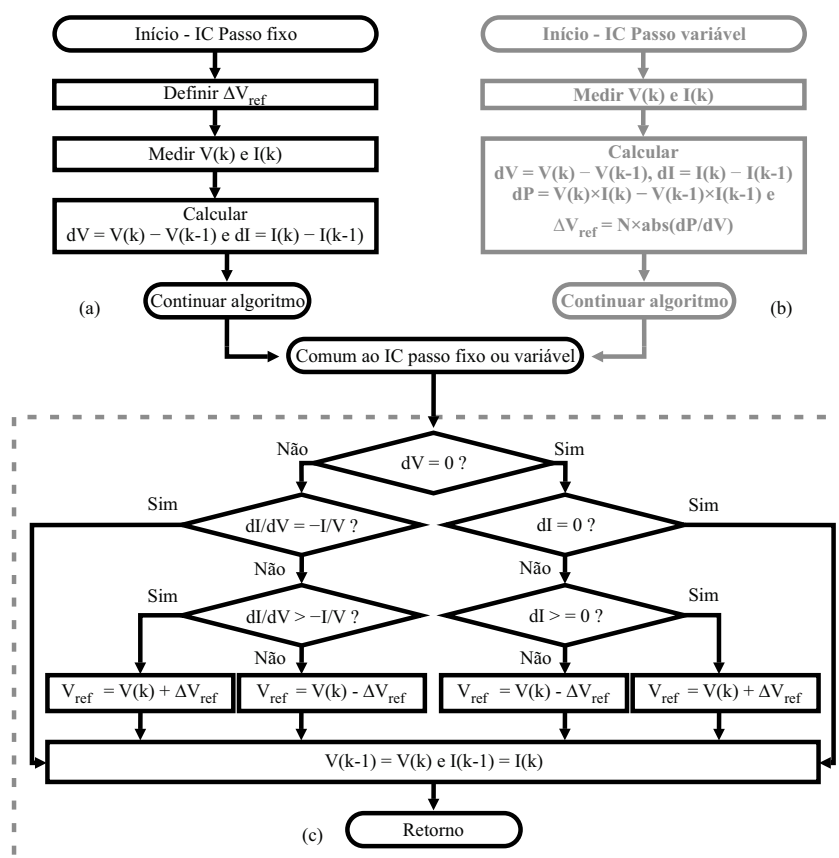 Início - IC Passo fixo
Definir ΔVref
Medir V(k) e I(k)
Calcular
dV = V(k) − V(k-1) e dI = I(k) − I(k-1)
Continuar algoritmo
(a)
Início - IC Passo variável
Medir V(k) e I(k)
Calcular
dV = V(k) − V(k-1), dI = I(k) − I(k-1)
dP = V(k)×I(k) − V(k-1)×I(k-1) e
ΔVref = N×abs(dP/dV)
Continuar algoritmo
(b)
Comum ao IC passo fixo ou variável
Não
dV = 0 ?
Sim
Sim
dI/dV = −I/V ?
dI = 0 ?
Sim
Não
Não
Sim
dI/dV > −I/V ?
dI > = 0 ?
Sim
Não
Não
Vref = V(k) + ΔVref
Vref = V(k) - ΔVref
Vref = V(k) - ΔVref
Vref = V(k) + ΔVref
V(k-1) = V(k) e I(k-1) = I(k)
(c)
Retorno